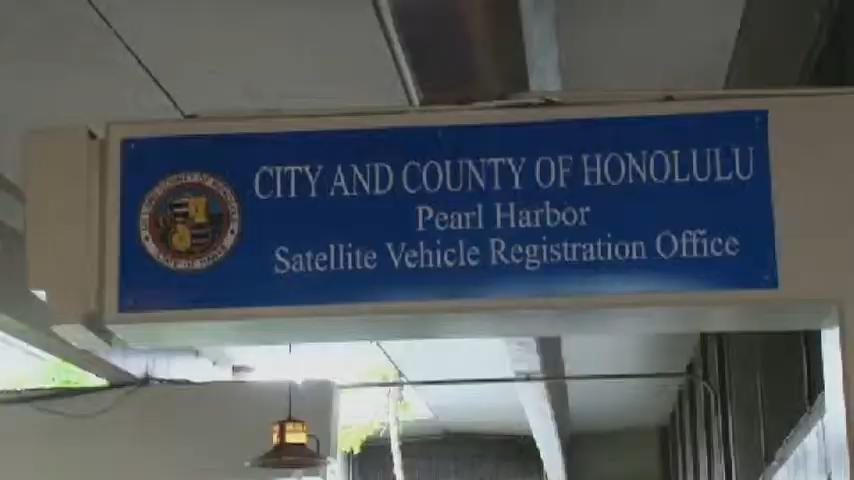 CITY AND COUNTY OF HONOLULU
Pearl Harbor
Satellite Vehicle Registration Office